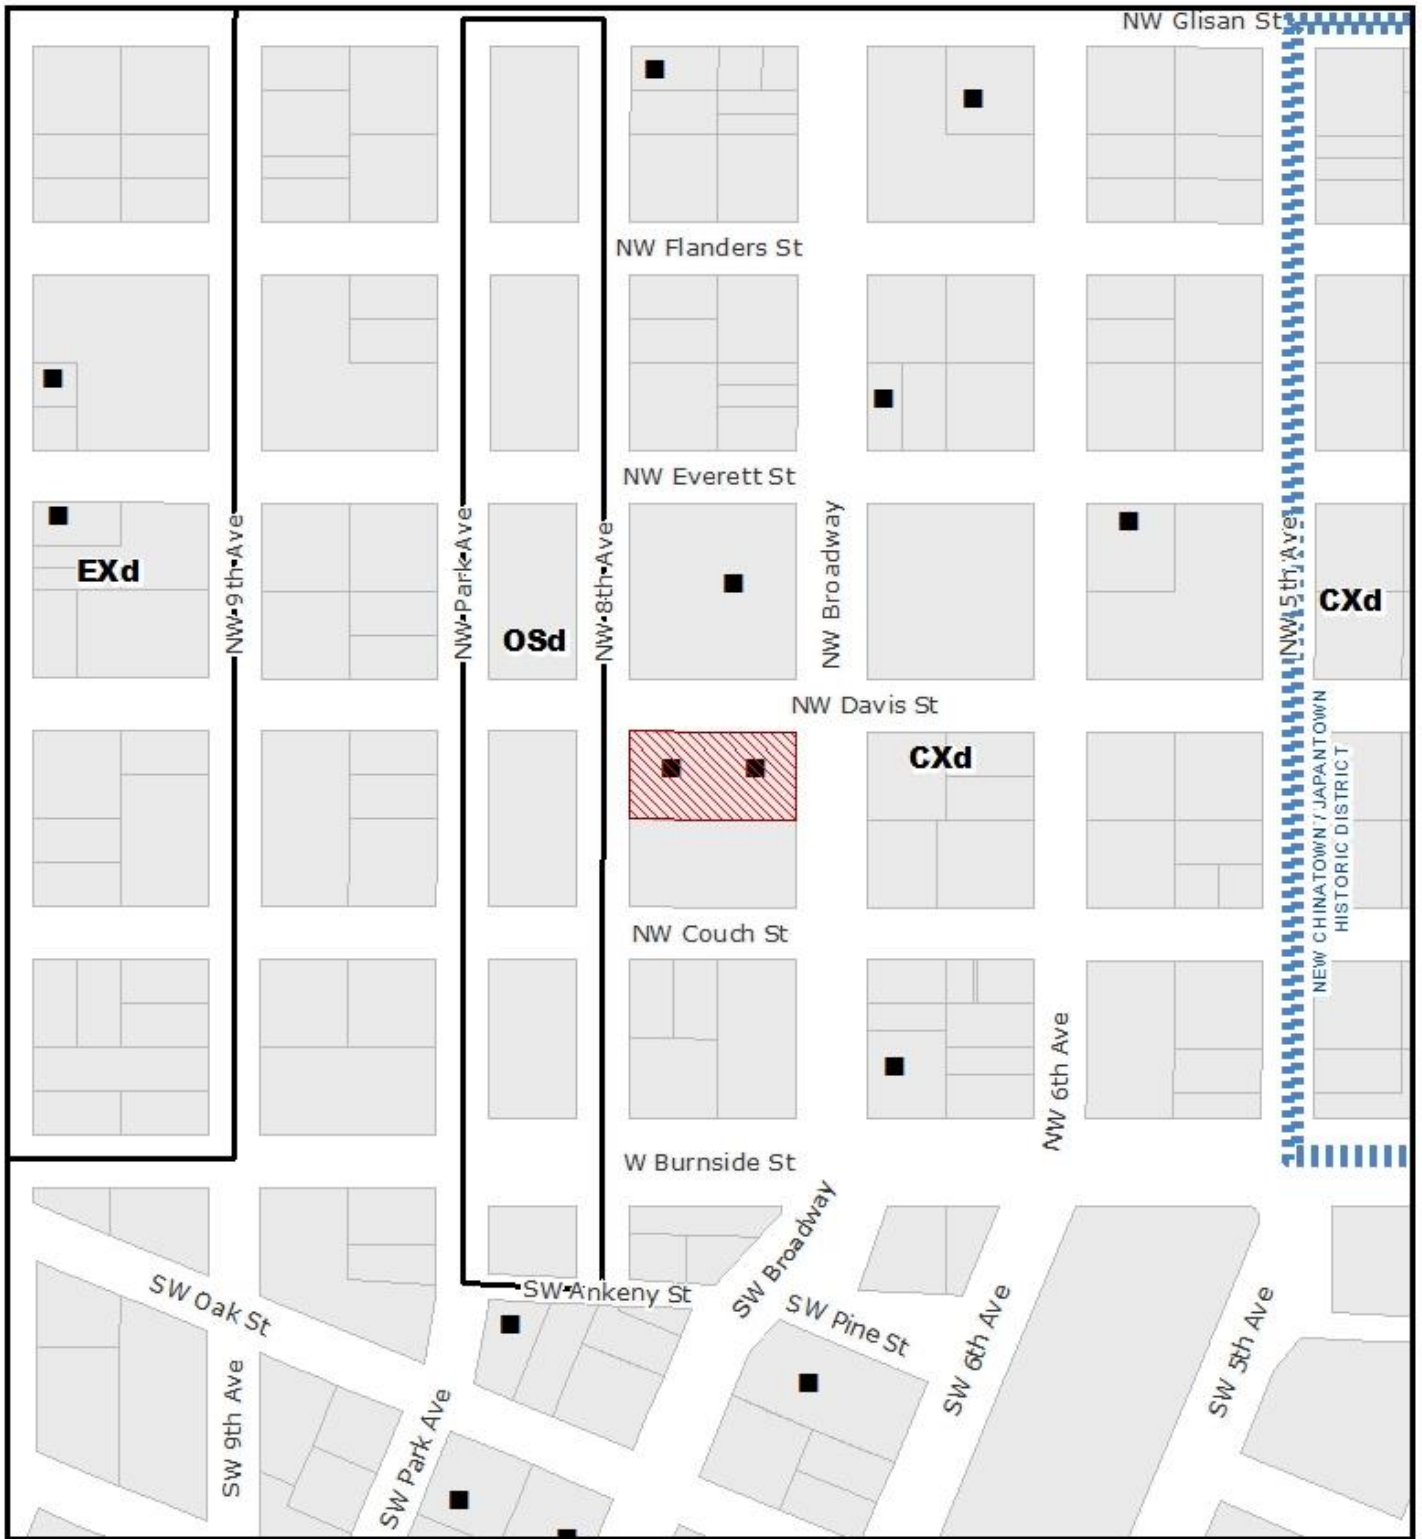 NW Glisan St
NW Flanders St
NW Everett St
NW 9th Ave
NW Park Ave
NW 8th Ave
NW Broadway
NW 5th Ave
EXd
OSd
CXd
NW Davis St
CXd
NEW CHINATOWN / JAPANTOWN
HISTORIC DISTRICT
NW Couch St
NW 6th Ave
W Burnside St
SW Broadway
SW Ankeny St
SW Oak St
SW Pine St
SW 6th Ave
SW 5th Ave
SW 9th Ave
SW Park Ave